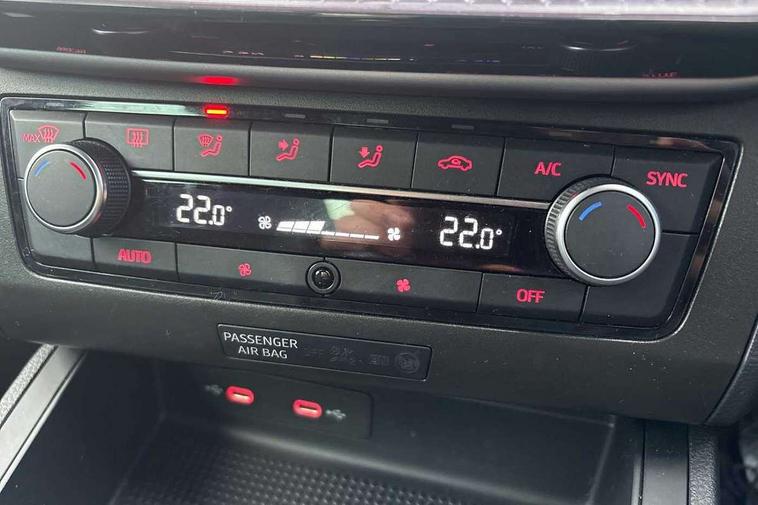 MAX
A/C
SYNC
22.0°
22.0°
AUTO
OFF
PASSENGER
AIR BAG